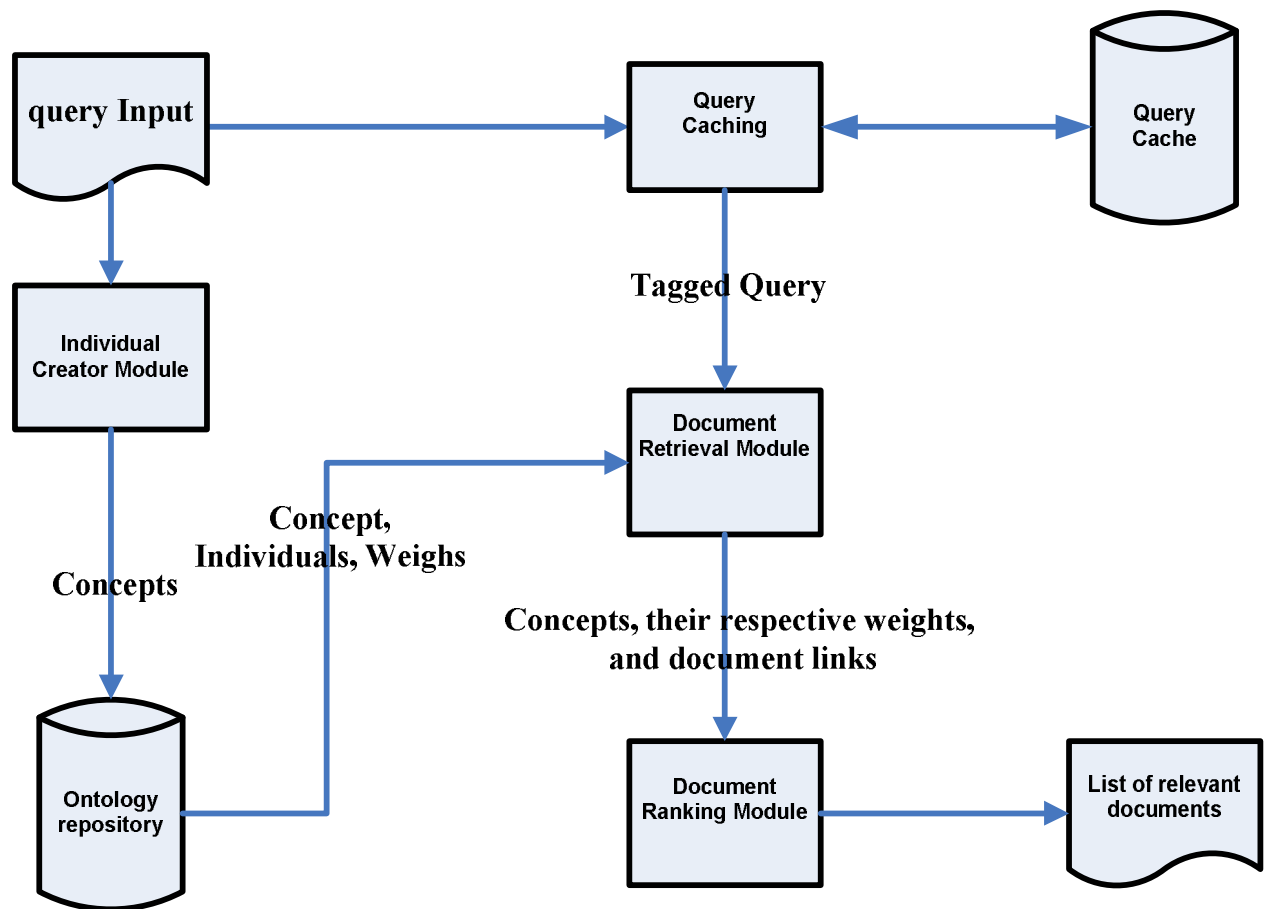 query Input
Query
Caching
Query
Cache
Tagged Query
Individual
Creator Module
Document
Retrieval Module
Concept,
Individuals, Weighs
Concepts
Concepts, their respective weights,
and document links
Ontology
repository
Document
Ranking Module
List of relevant
documents